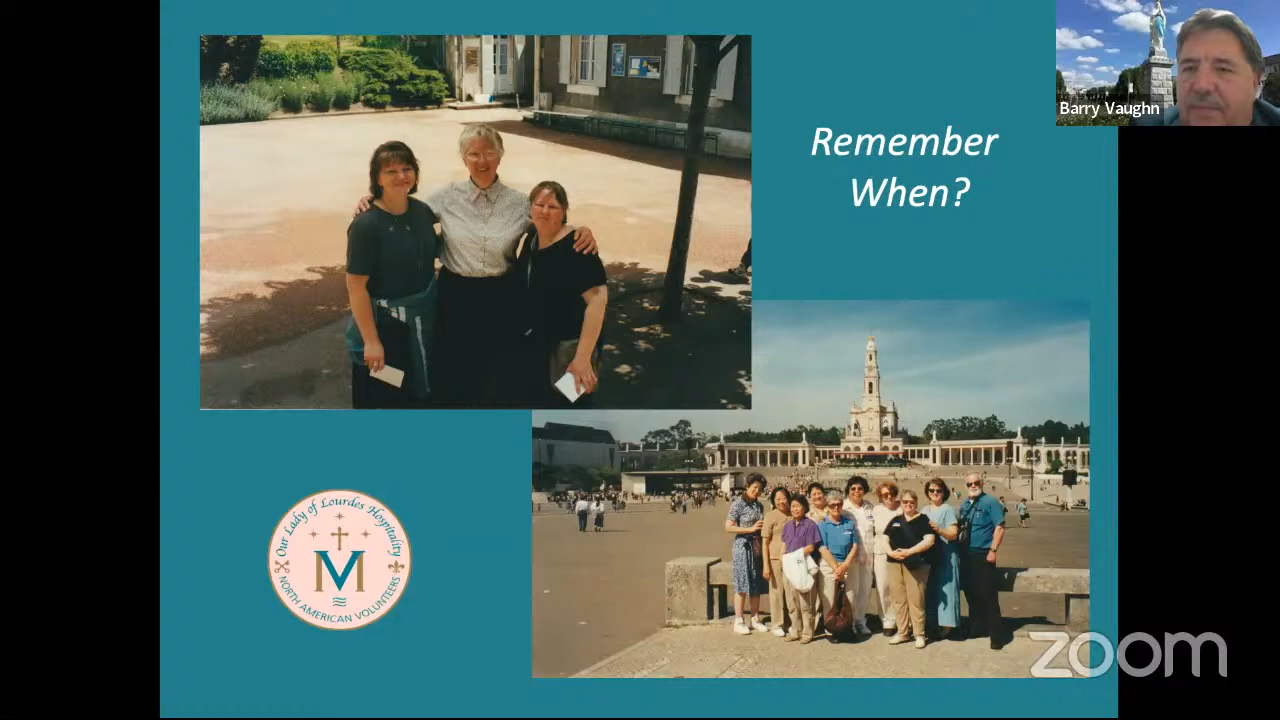 Barry Vaughn
Remember
When?
Our Lady of Lourdes Hospitality
M
NORTH AMERICAN VOLUNTEERS
zoom